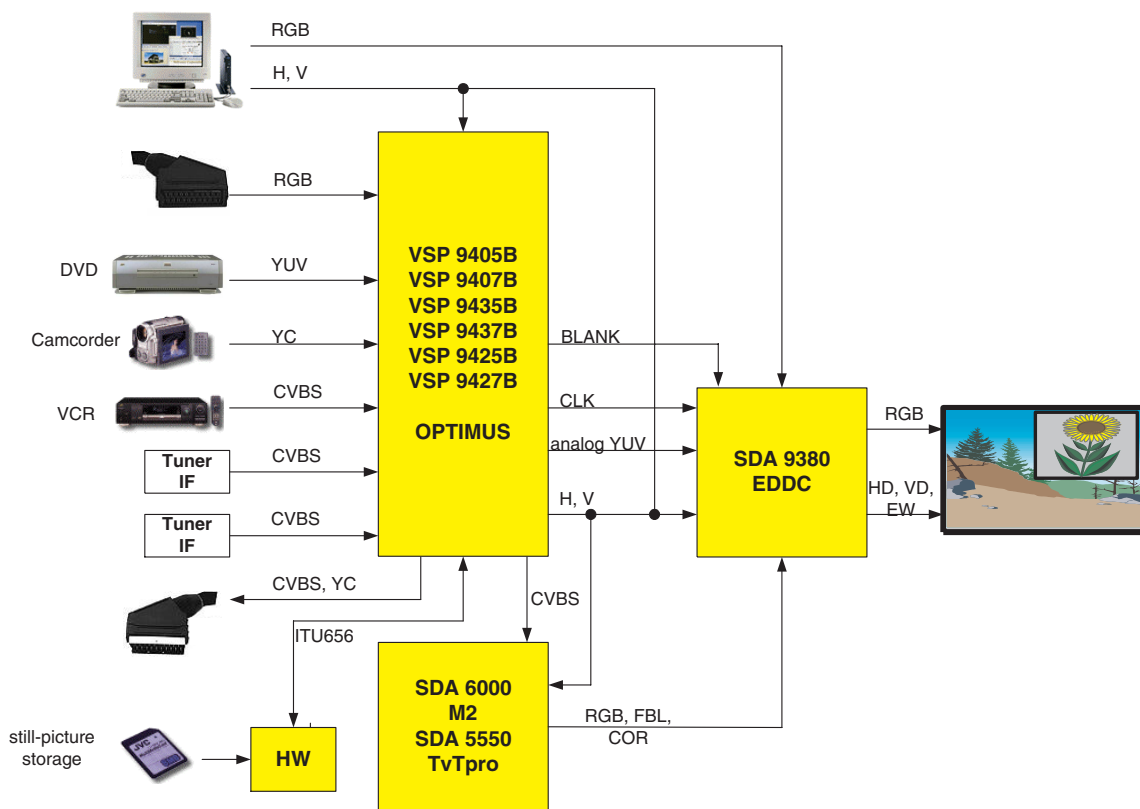 RGB
H, V
RGB
DVD
YUV
Camcorder
YC
VCR
CVBS
Tuner
IF
CVBS
Tuner
IF
CVBS
VSP 9405B
VSP 9407B
VSP 9435B
VSP 9437B
VSP 9425B
VSP 9427B
OPTIMUS
BLANK
CLK
analog YUV
H, V
SDA 9380
EDDC
RGB
HD, VD,
EW
CVBS, YC
ITU656
CVBS
still-picture
storage
JVC
HW
SDA 6000
M2
SDA 5550
TvTpro
RGB, FBL,
COR